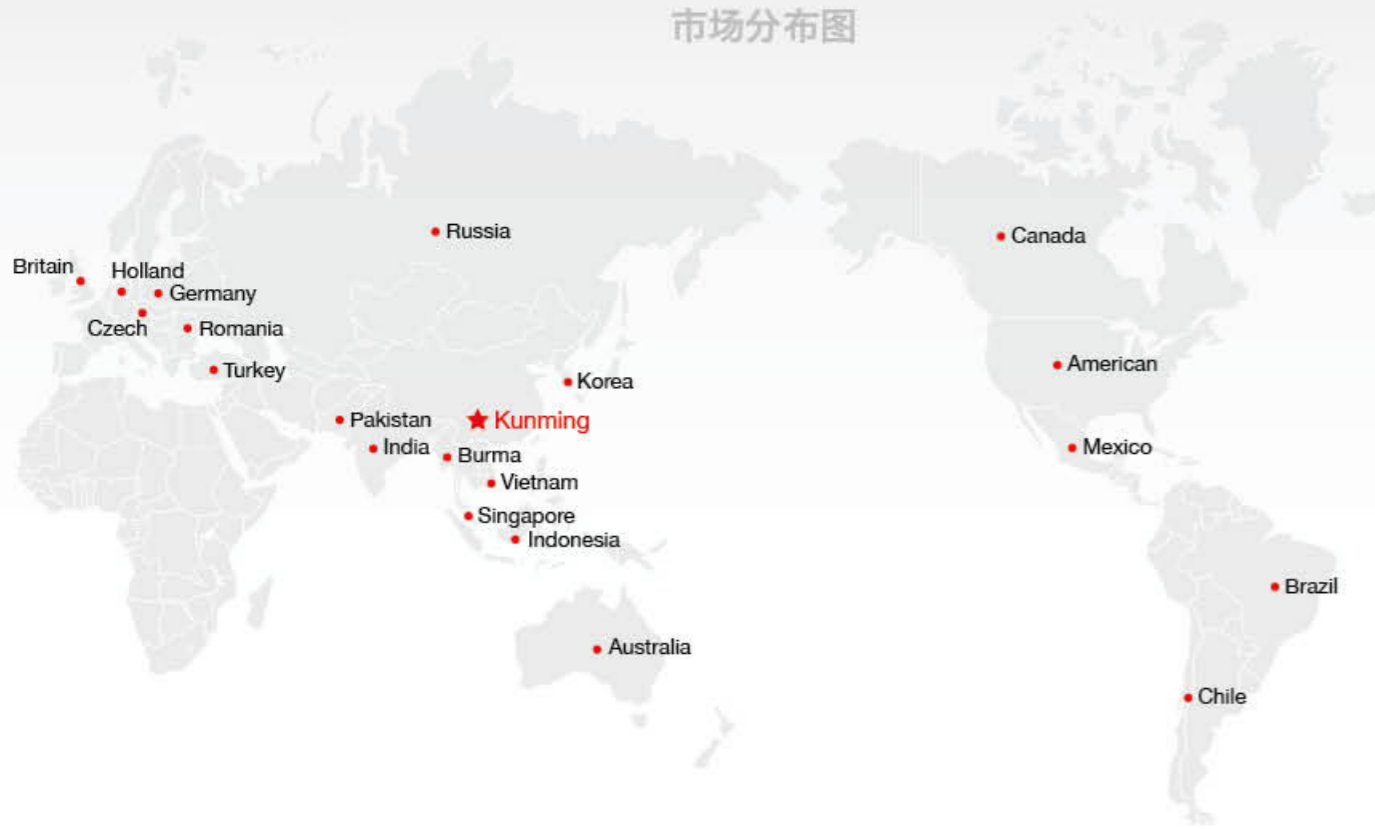 市场分布图
Russia
Canada
Britain
Holland
Germany
Czech
Romania
American
Turkey
Korea
Pakistan
Kunming
India
Mexico
Burma
Vietnam
Singapore
Indonesia
Brazil
Australia
Chile